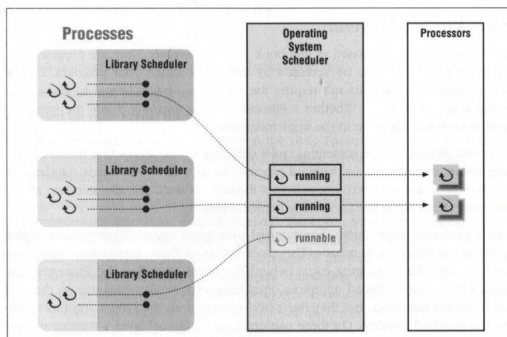 Processes
Library Scheduler
Library Scheduler
Library Scheduler
Operating
System
Scheduler
running
running
runnable
Processors